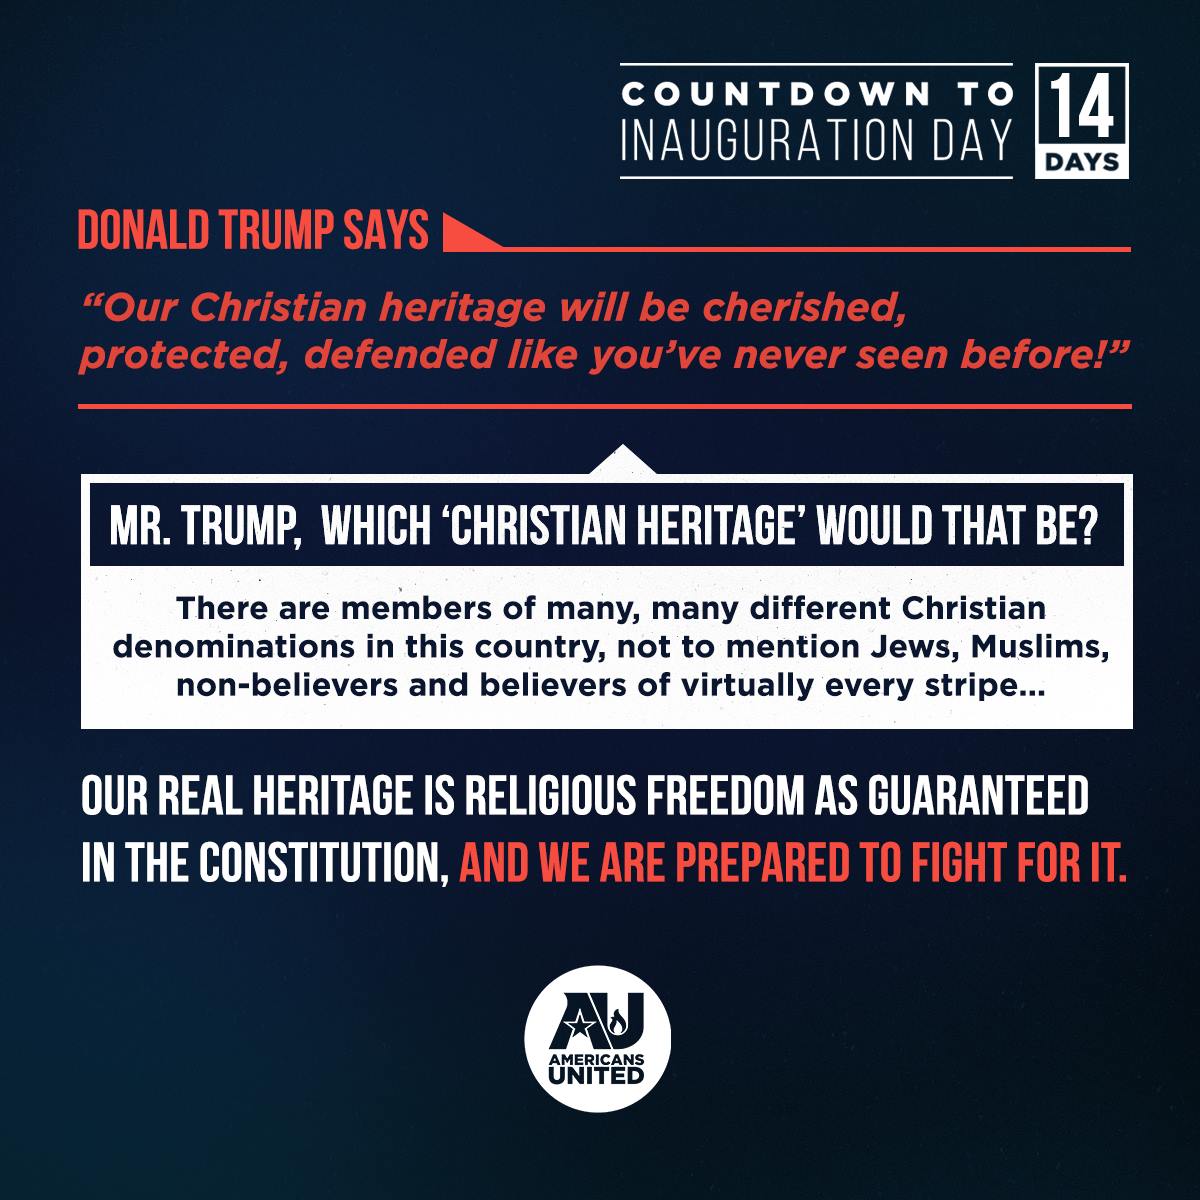 COUNTDOWN TO
INAUGURATION DAY
14
DAYS
DONALD TRUMP SAYS
“Our Christian heritage will be cherished,
protected, defended like you’ve never seen before!”
MR. TRUMP, WHICH ‘CHRISTIAN HERITAGE’ WOULD THAT BE?
There are members of many, many different Christian
denominations in this country, not to mention Jews, Muslims,
non-believers and believers of virtually every stripe...
OUR REAL HERITAGE IS RELIGIOUS FREEDOM AS GUARANTEED
IN THE CONSTITUTION, AND WE ARE PREPARED TO FIGHT FOR IT.
AU
AMERICANS
UNITED